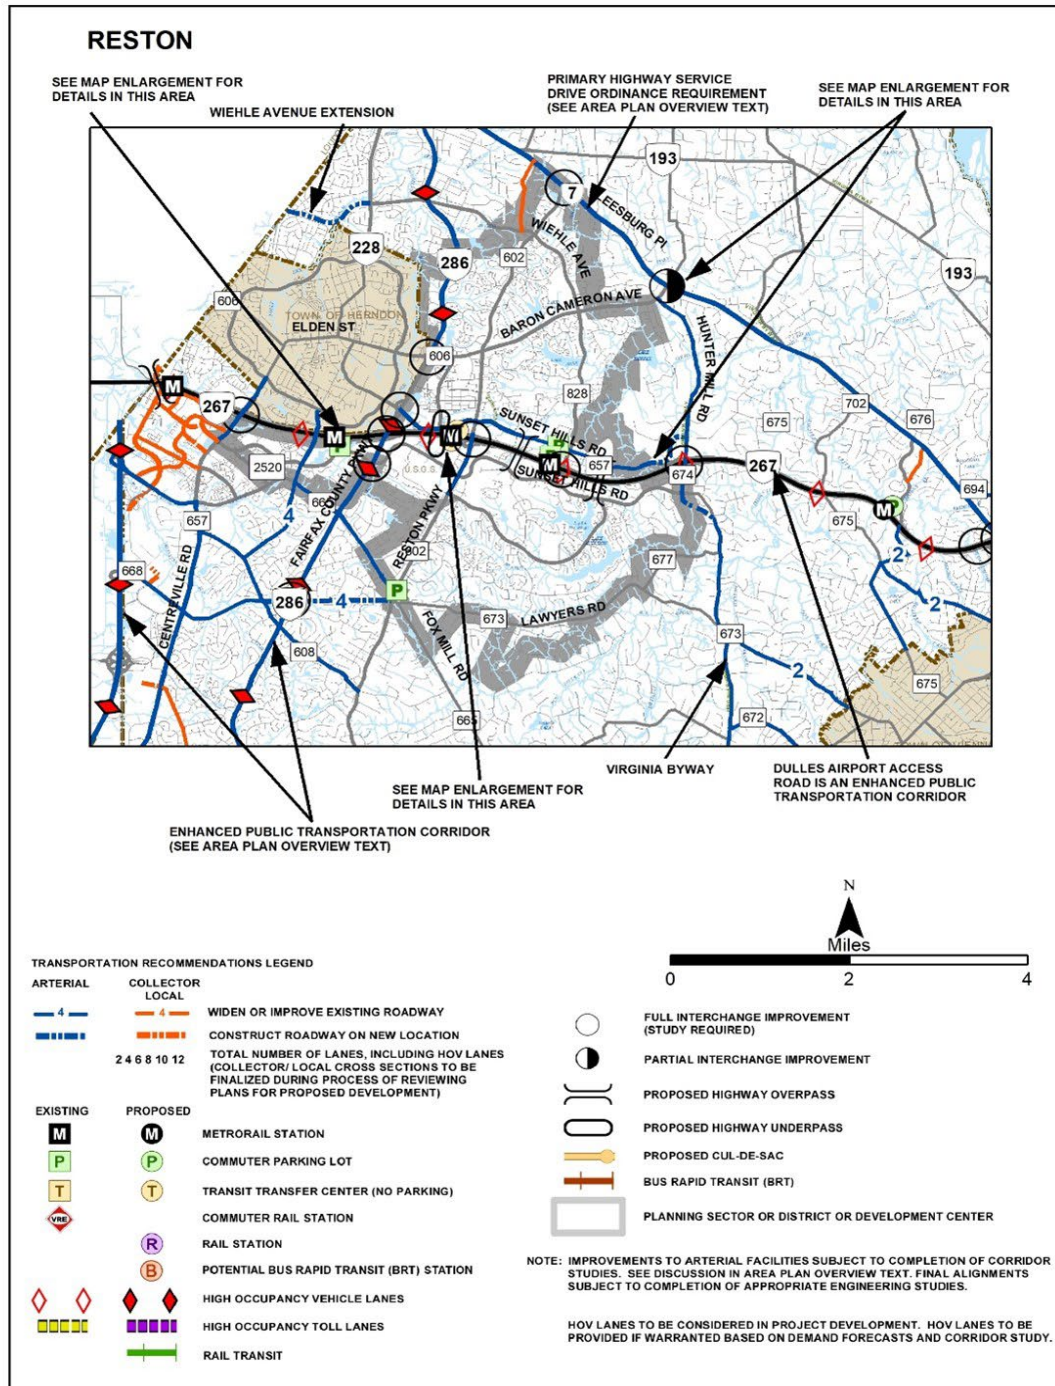 RESTON
SEE MAP ENLARGEMENT FOR
DETAILS IN THIS AREA
WIEHLE AVENUE EXTENSION
PRIMARY HIGHWAY SERVICE
DRIVE ORDINANCE REQUIREMENT
(SEE AREA PLAN OVERVIEW TEXT)
SEE MAP ENLARGEMENT FOR
DETAILS IN THIS AREA
193
7
LEESBURG PI
WIEHLE AVE
228
286
602
193
606
TOWN OF HERNDON
ELDEN ST
BARON CAMERON AVE
606
HUNTER MILL RD
M
267
828
702
675
676
SUNSET HILLS RD
M
M
657
M
SUNSET HILLS RD
674
267
2520
U.S.G.S.
FAIRFAX COUNTY PKWY
RESTON PKWY
694
M
675
657
4
2
668
CENTREVILLE RD
677
286
4
P
2
FOX MILL RD
673
LAWYERS RD
673
608
2
675
665
672
VIRGINIA BYWAY
DULLES AIRPORT ACCESS
ROAD IS AN ENHANCED PUBLIC
TRANSPORTATION CORRIDOR
SEE MAP ENLARGEMENT FOR
DETAILS IN THIS AREA
ENHANCED PUBLIC TRANSPORTATION CORRIDOR
(SEE AREA PLAN OVERVIEW TEXT)
N
Miles
0 2 4
TRANSPORTATION RECOMMENDATIONS LEGEND
ARTERIAL
COLLECTOR
LOCAL
4 4 WIDEN OR IMPROVE EXISTING ROADWAY
CONSTRUCT ROADWAY ON NEW LOCATION
2 4 6 8 10 12 TOTAL NUMBER OF LANES, INCLUDING HOV LANES
(COLLECTOR/ LOCAL CROSS SECTIONS TO BE
FINALIZED DURING PROCESS OF REVIEWING
PLANS FOR PROPOSED DEVELOPMENT)
EXISTING PROPOSED
M M METRORAIL STATION
P P COMMUTER PARKING LOT
T T TRANSIT TRANSFER CENTER (NO PARKING)
VRE COMMUTER RAIL STATION
R RAIL STATION
B POTENTIAL BUS RAPID TRANSIT (BRT) STATION
HIGH OCCUPANCY VEHICLE LANES
HIGH OCCUPANCY TOLL LANES
RAIL TRANSIT
FULL INTERCHANGE IMPROVEMENT
(STUDY REQUIRED)
PARTIAL INTERCHANGE IMPROVEMENT
PROPOSED HIGHWAY OVERPASS
PROPOSED HIGHWAY UNDERPASS
PROPOSED CUL-DE-SAC
BUS RAPID TRANSIT (BRT)
PLANNING SECTOR OR DISTRICT OR DEVELOPMENT CENTER
NOTE: IMPROVEMENTS TO ARTERIAL FACILITIES SUBJECT TO COMPLETION OF CORRIDOR
STUDIES. SEE DISCUSSION IN AREA PLAN OVERVIEW TEXT. FINAL ALIGNMENTS
SUBJECT TO COMPLETION OF APPROPRIATE ENGINEERING STUDIES.
HOV LANES TO BE CONSIDERED IN PROJECT DEVELOPMENT. HOV LANES TO BE
PROVIDED IF WARRANTED BASED ON DEMAND FORECASTS AND CORRIDOR STUDY.